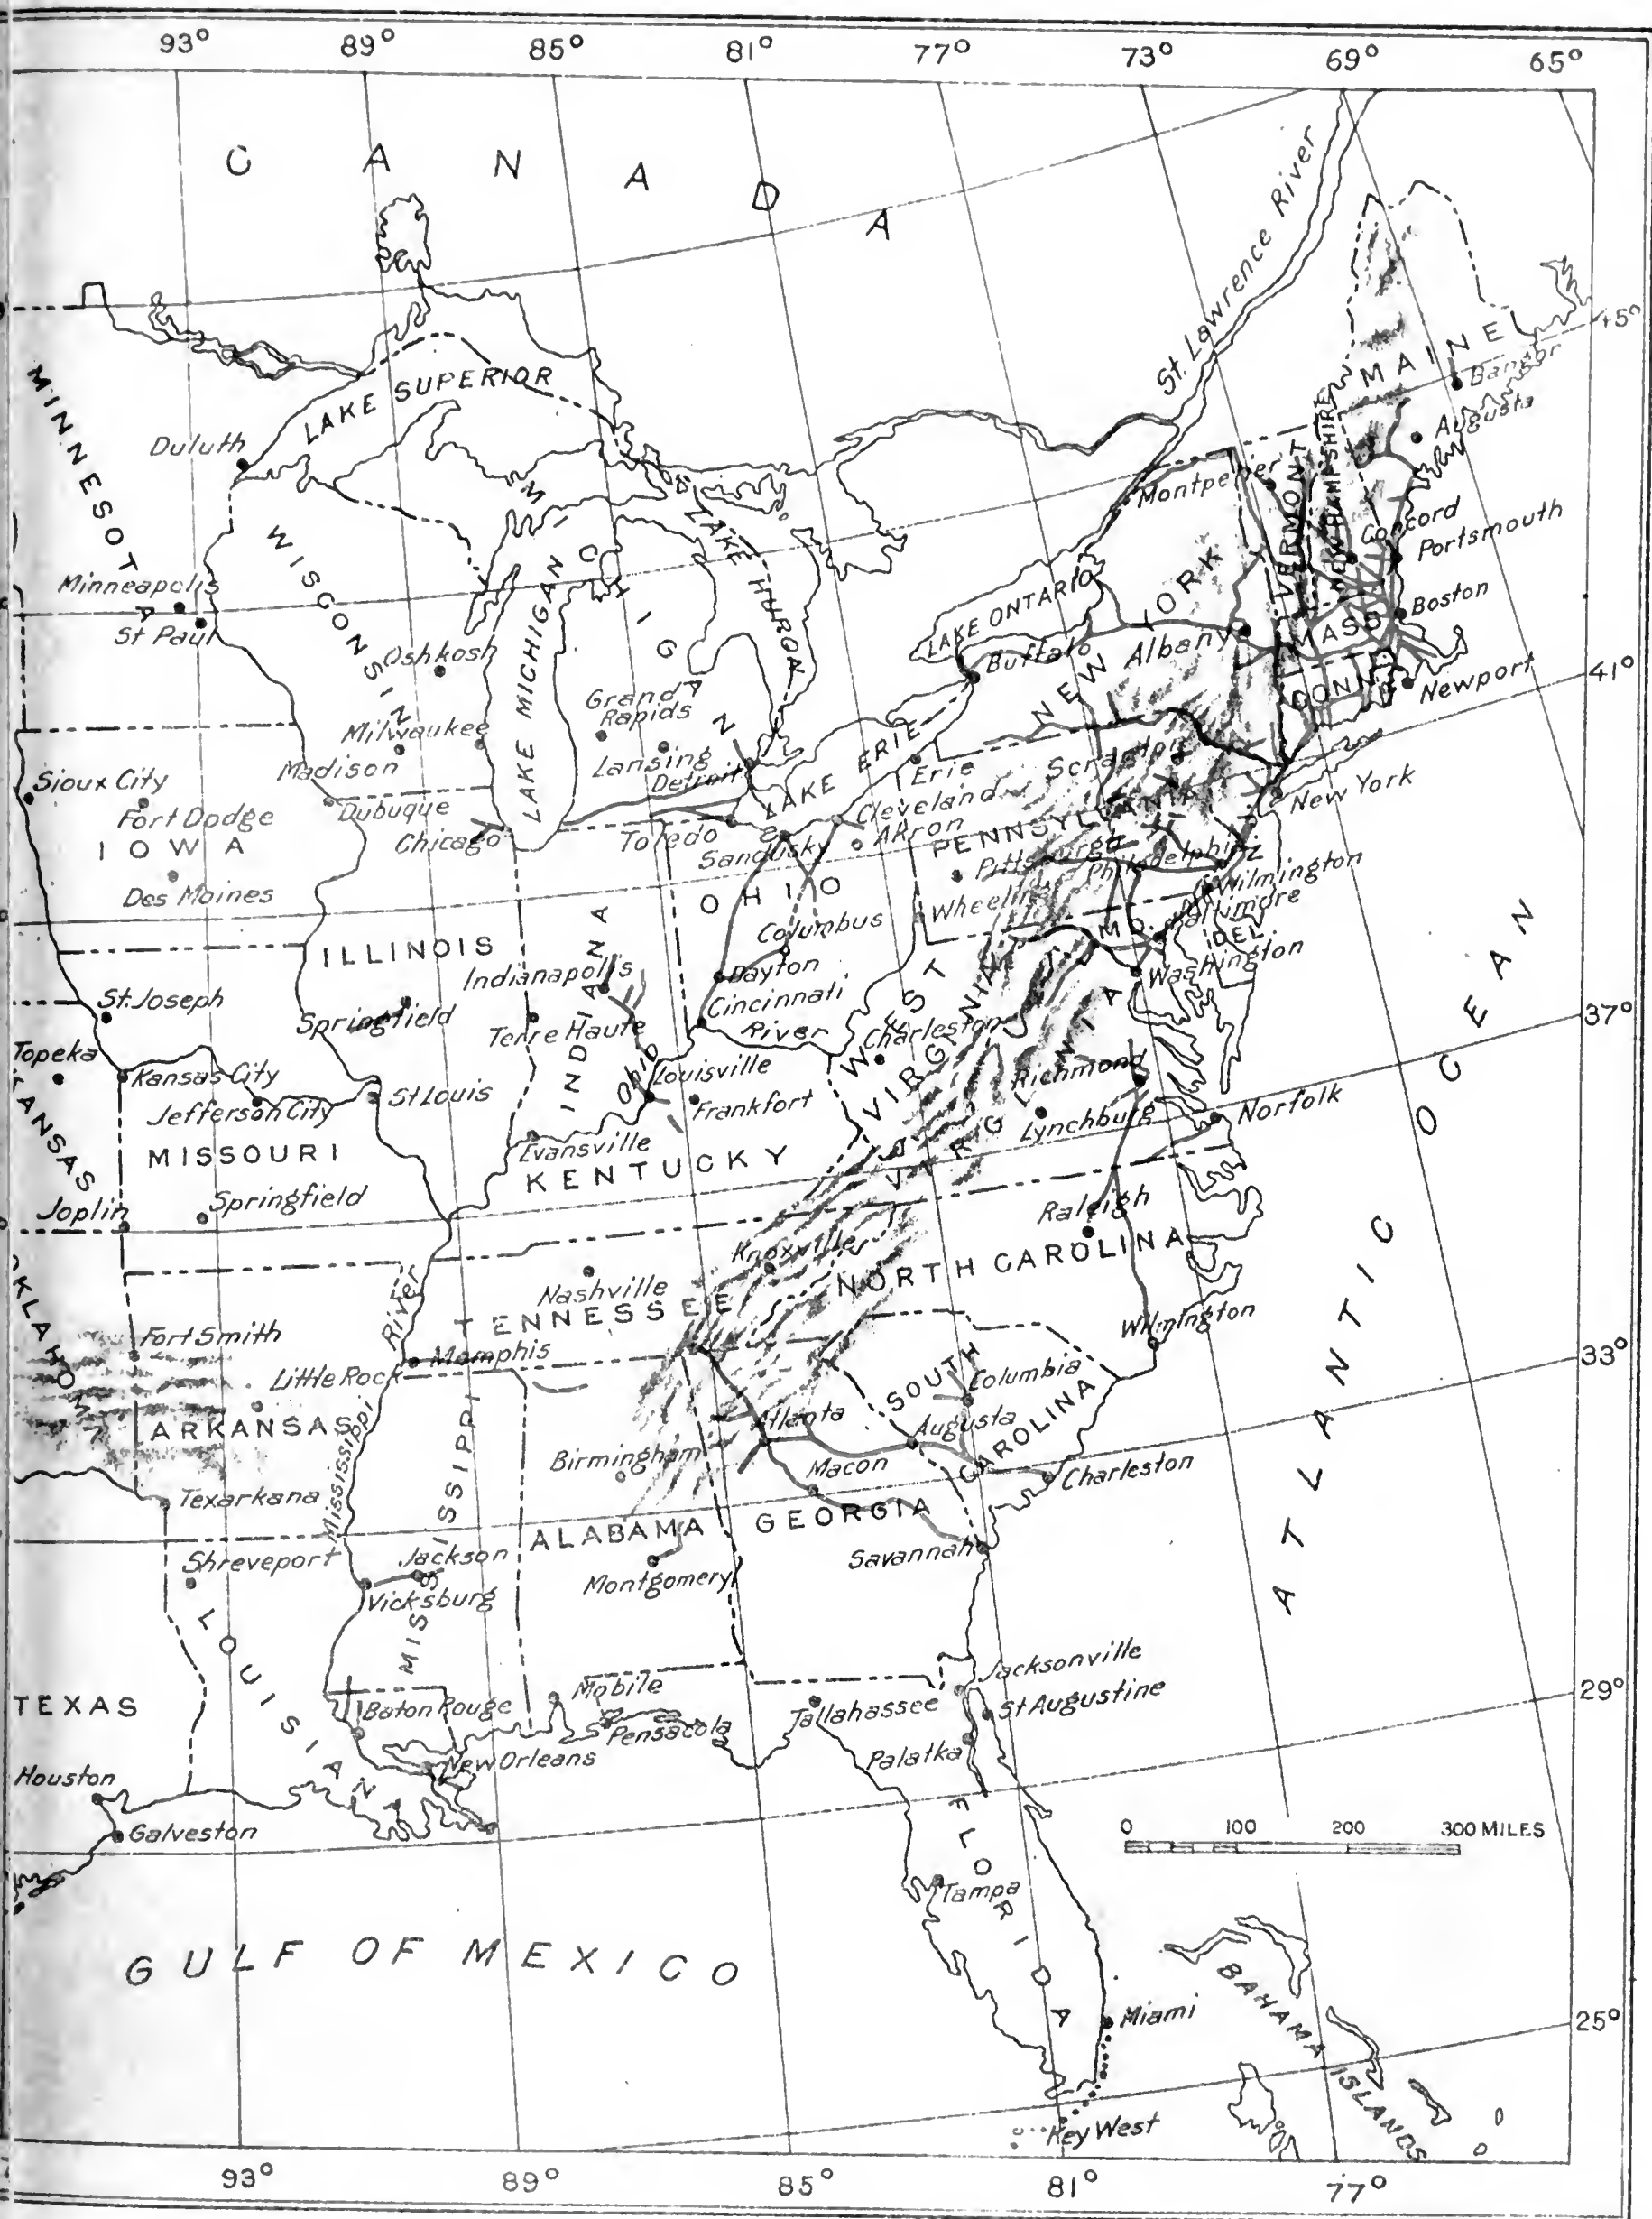 93° 89° 85° 81° 77° 73° 69° 65°
CANADA
St. Lawrence River
45°
MAINE
Bangor
Augusta
LAKE SUPERIOR
MINNESOTA
Duluth
Montpelier
VERMONT
NEW HAMPSHIRE
Concord
Portsmouth
WISCONSIN
MICHIGAN
LAKE HURON
Minneapolis
St Paul
Boston
LAKE ONTARIO
NEW YORK
MASS
Oshkosh
LAKE MICHIGAN
Buffalo
Albany
CONN
Newport
41°
Grand Rapids
Milwaukee
Lansing
Detroit
LAKE ERIE
Erie
Scranton
Madison
Sioux City
Fort Dodge
Dubuque
Chicago
Toledo
Sandusky
Cleveland
Akron
PENNSYLVANIA
New York
IOWA
Pittsburg
Philadelphia
Des Moines
OHIO
Wheeling
Wilmington
Baltimore
Columbus
MD.
DEL.
ILLINOIS
INDIANA
Indianapolis
Dayton
WEST VIRGINIA
Washington
St. Joseph
Springfield
Terre Haute
Cincinnati
Ohio River
Charleston
VIRGINIA
37°
Topeka
KANSAS
Kansas City
St Louis
Louisville
Richmond
Jefferson City
Frankfort
Lynchburg
Norfolk
MISSOURI
Evansville
KENTUCKY
Joplin
Springfield
Raleigh
Knoxville
Nashville
NORTH CAROLINA
OKLAHOMA
TENNESSEE
Fort Smith
Mississippi River
Memphis
Wilmington
33°
Little Rock
SOUTH CAROLINA
Columbia
ARKANSAS
Atlanta
Augusta
MISSISSIPPI
Birmingham
Macon
Charleston
Texarkana
ALABAMA
GEORGIA
Shreveport
Jackson
Savannah
Vicksburg
Montgomery
LOUISIANA
ATLANTIC OCEAN
Jacksonville
TEXAS
Baton Rouge
Mobile
Tallahassee
St Augustine
29°
Pensacola
Palatka
New Orleans
Houston
Galveston
FLORIDA
0 100 200 300 MILES
Tampa
GULF OF MEXICO
BAHAMA ISLANDS
Miami
25°
Key West
93° 89° 85° 81° 77°